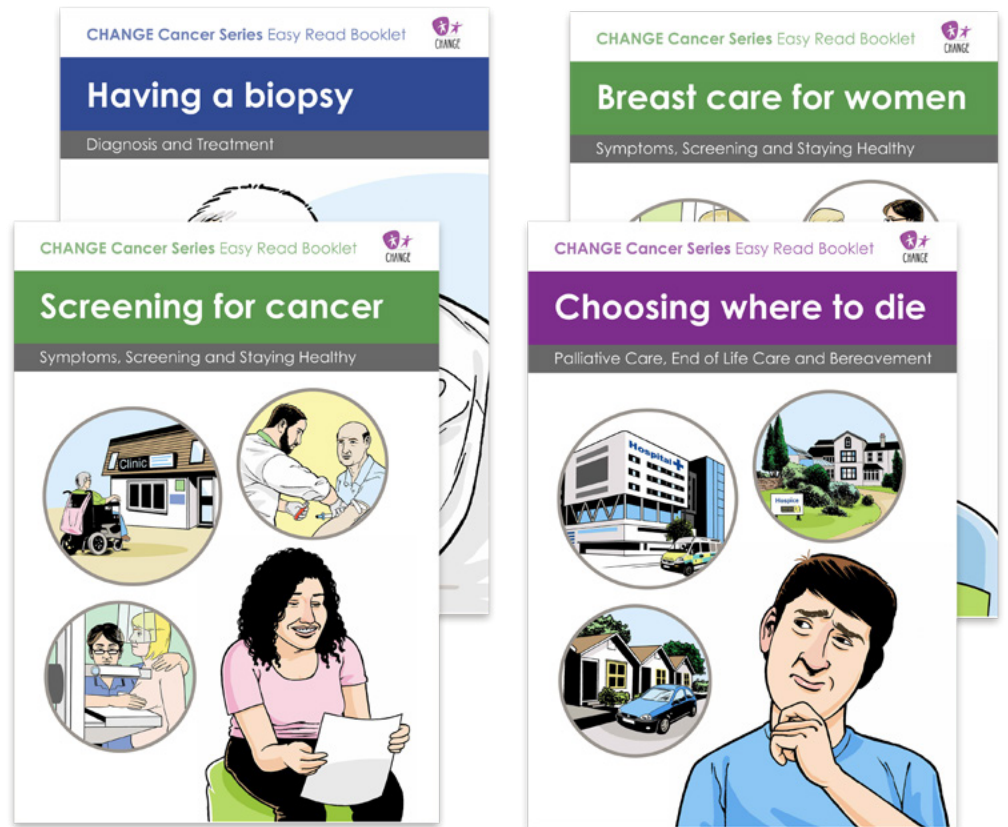 CHANGE Cancer Series Easy Read Booklet
CHANGE
Having a biopsy
Diagnosis and Treatment
CHANGE Cancer Series Easy Read Booklet
CHANGE
Breast care for women
Symptoms, Screening and Staying Healthy
CHANGE Cancer Series Easy Read Booklet
CHANGE
Screening for cancer
Symptoms, Screening and Staying Healthy
Clinic
CHANGE Cancer Series Easy Read Booklet
CHANGE
Choosing where to die
Palliative Care, End of Life Care and Bereavement
Hospital
Hospice